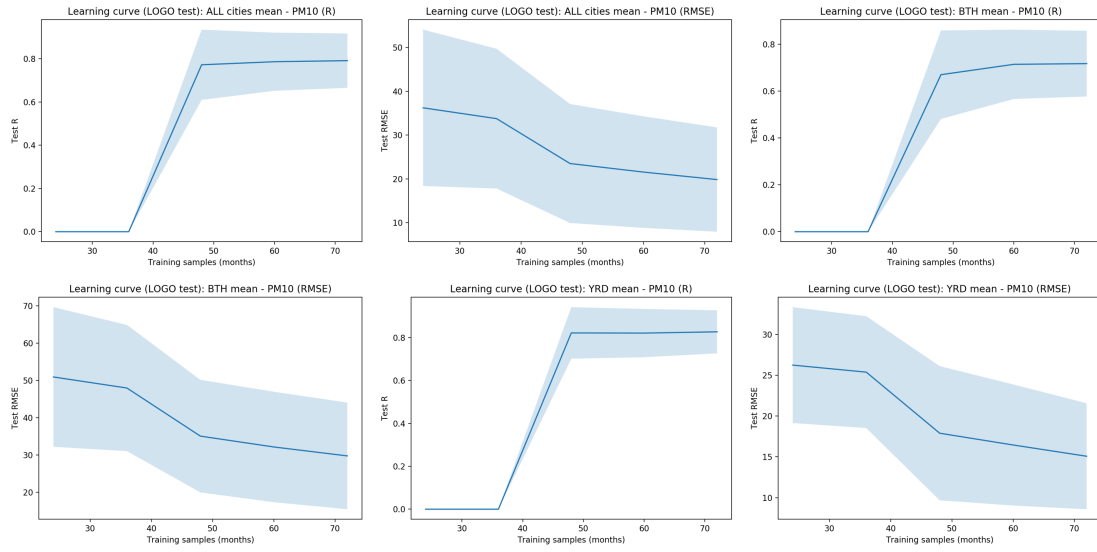 Learning curve (LOGO test): ALL cities mean - PM10 (R)
Test R
0.8
0.6
0.4
0.2
0.0
30 40 50 60 70
Training samples (months)
Learning curve (LOGO test): ALL cities mean - PM10 (RMSE)
Test RMSE
50
40
30
20
10
30 40 50 60 70
Training samples (months)
Learning curve (LOGO test): BTH mean - PM10 (R)
Test R
0.8
0.6
0.4
0.2
0.0
30 40 50 60 70
Training samples (months)
Learning curve (LOGO test): BTH mean - PM10 (RMSE)
Test RMSE
70
60
50
40
30
20
30 40 50 60 70
Training samples (months)
Learning curve (LOGO test): YRD mean - PM10 (R)
Test R
0.8
0.6
0.4
0.2
0.0
30 40 50 60 70
Training samples (months)
Learning curve (LOGO test): YRD mean - PM10 (RMSE)
Test RMSE
30
25
20
15
10
30 40 50 60 70
Training samples (months)